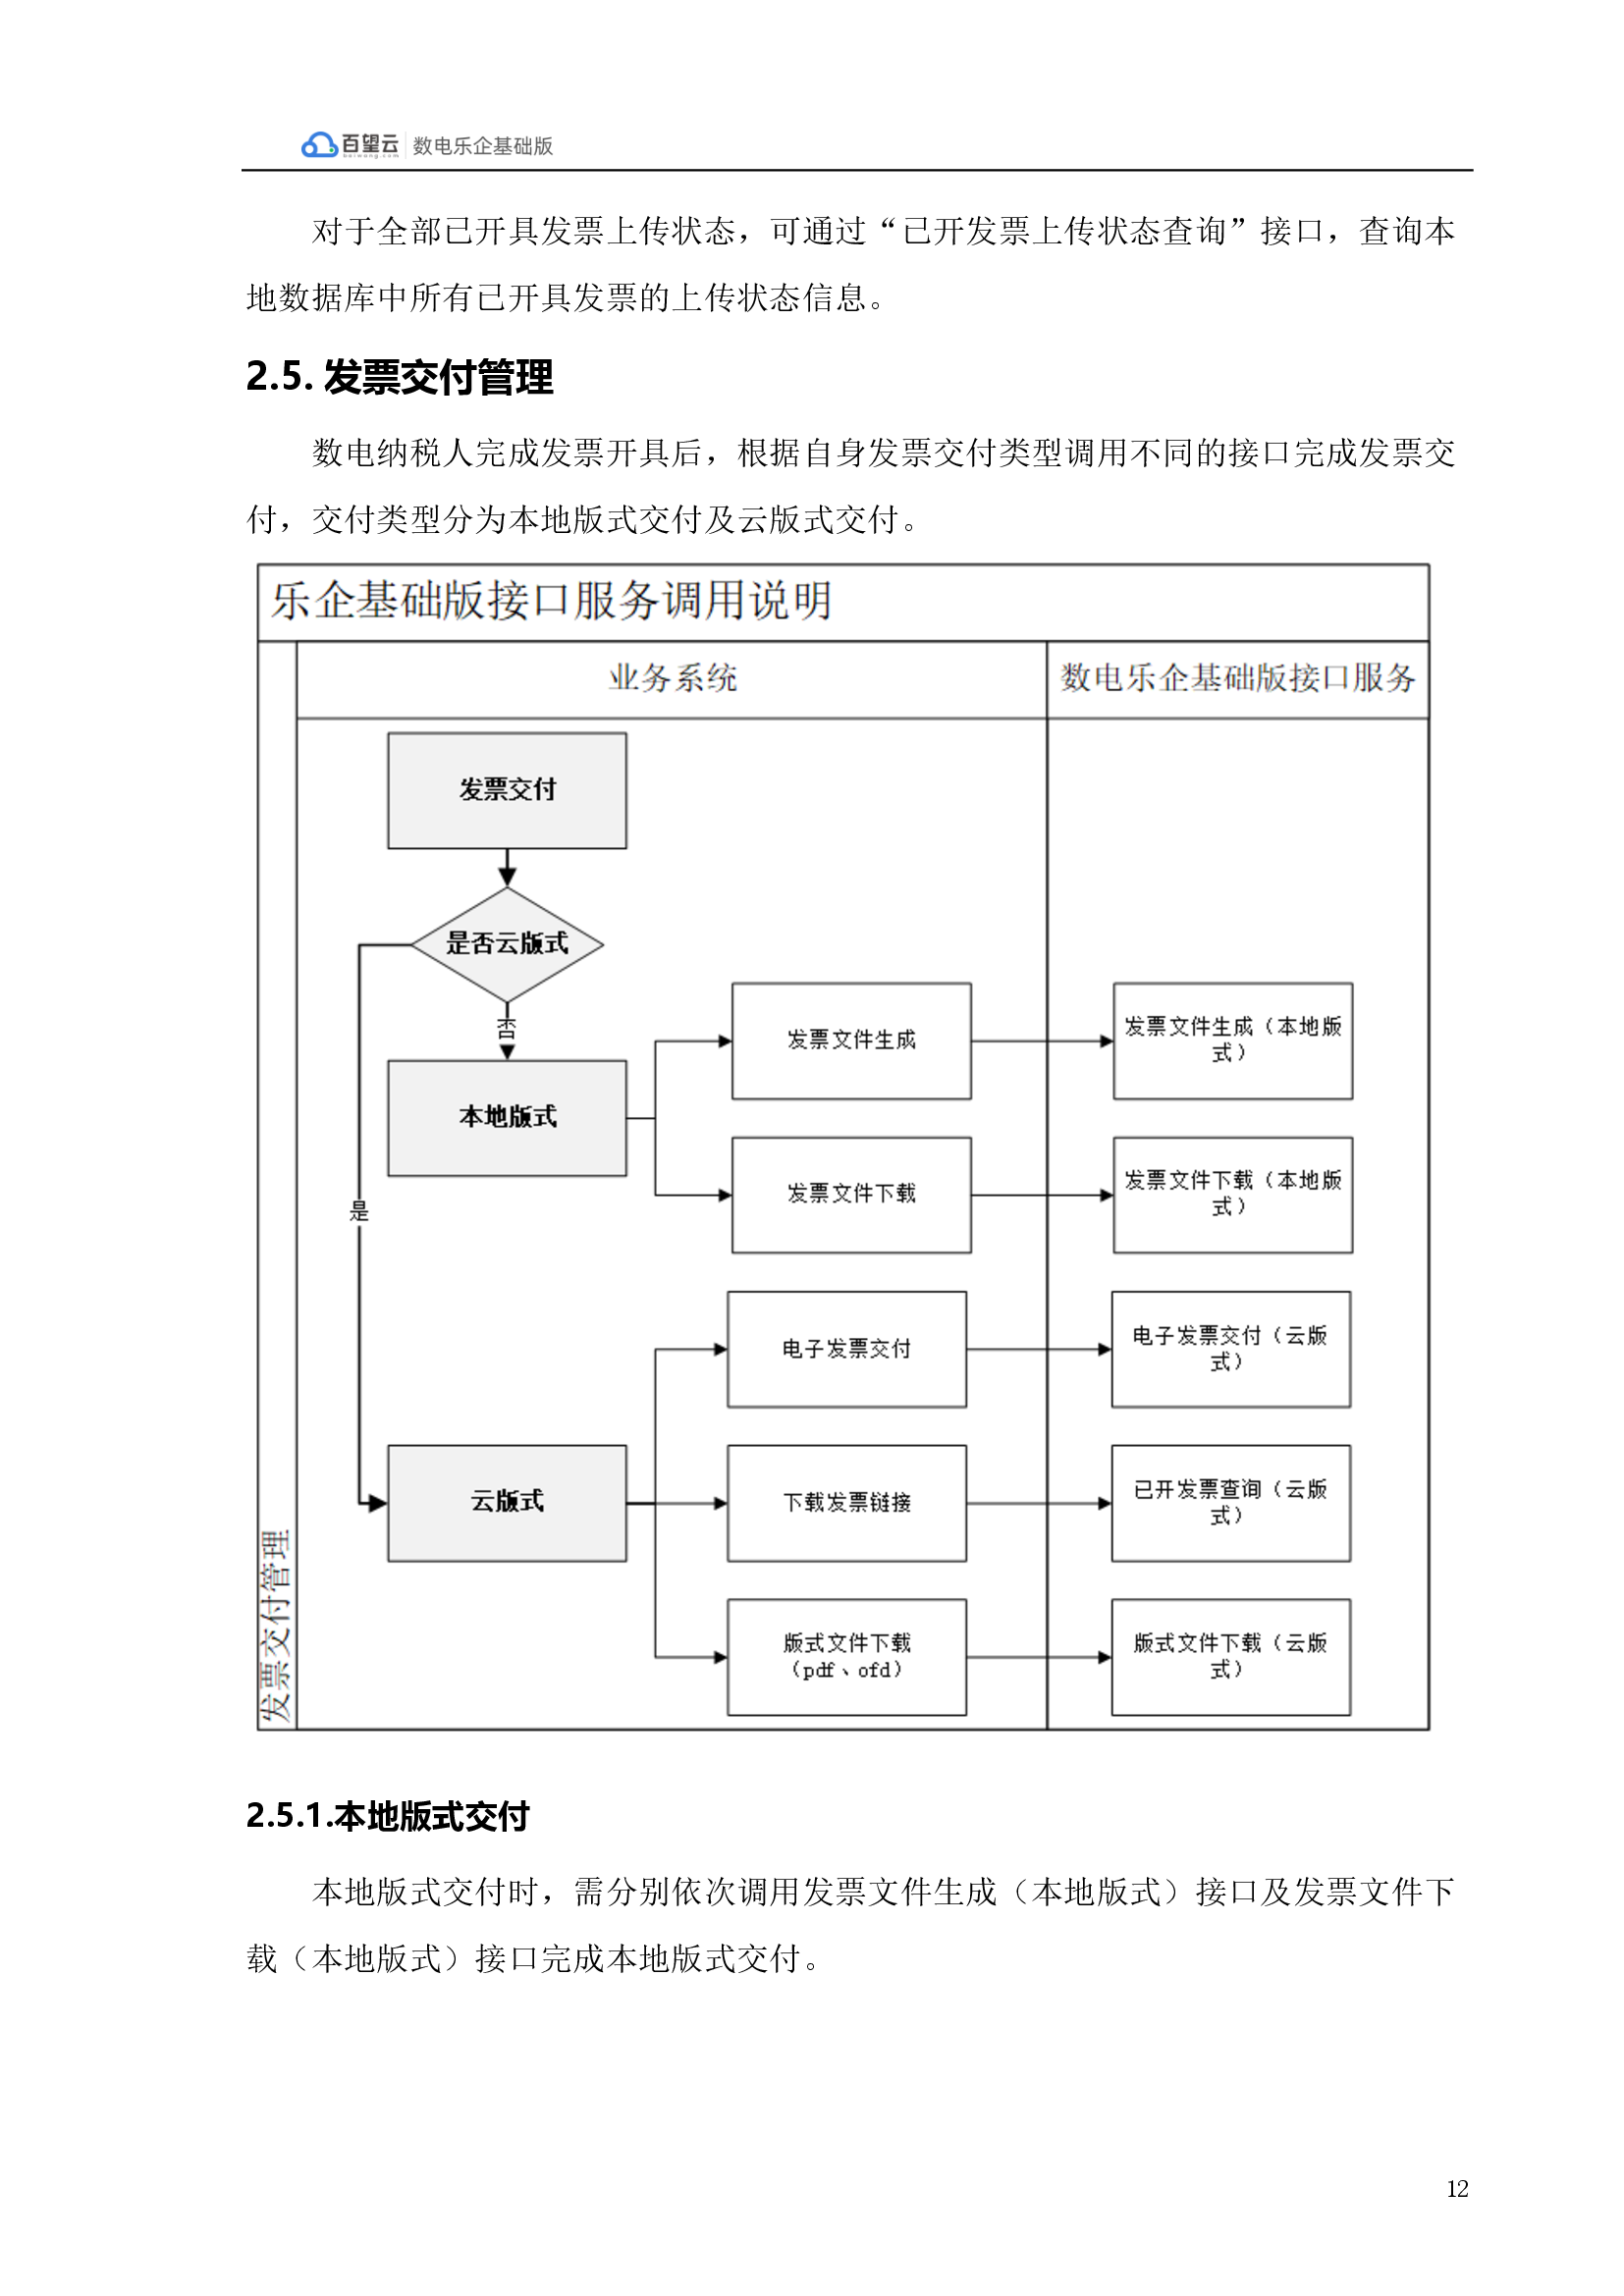 百望云 数电乐企基础版
baiwang.com
对于全部已开具发票上传状态，可通过“已开发票上传状态查询”接口，查询本
地数据库中所有已开具发票的上传状态信息。
2.5. 发票交付管理
数电纳税人完成发票开具后，根据自身发票交付类型调用不同的接口完成发票交
付，交付类型分为本地版式交付及云版式交付。
乐企基础版接口服务调用说明
业务系统
数电乐企基础版接口服务
发票交付
是否云版式
否
发票文件生成
发票文件生成（本地版
式）
本地版式
发票文件下载
发票文件下载（本地版
式）
是
电子发票交付
电子发票交付（云版
式）
云版式
下载发票链接
已开发票查询（云版
式）
版式文件下载
（pdf、ofd）
版式文件下载（云版
式）
发票交付管理
2.5.1.本地版式交付
本地版式交付时，需分别依次调用发票文件生成（本地版式）接口及发票文件下
载（本地版式）接口完成本地版式交付。
12